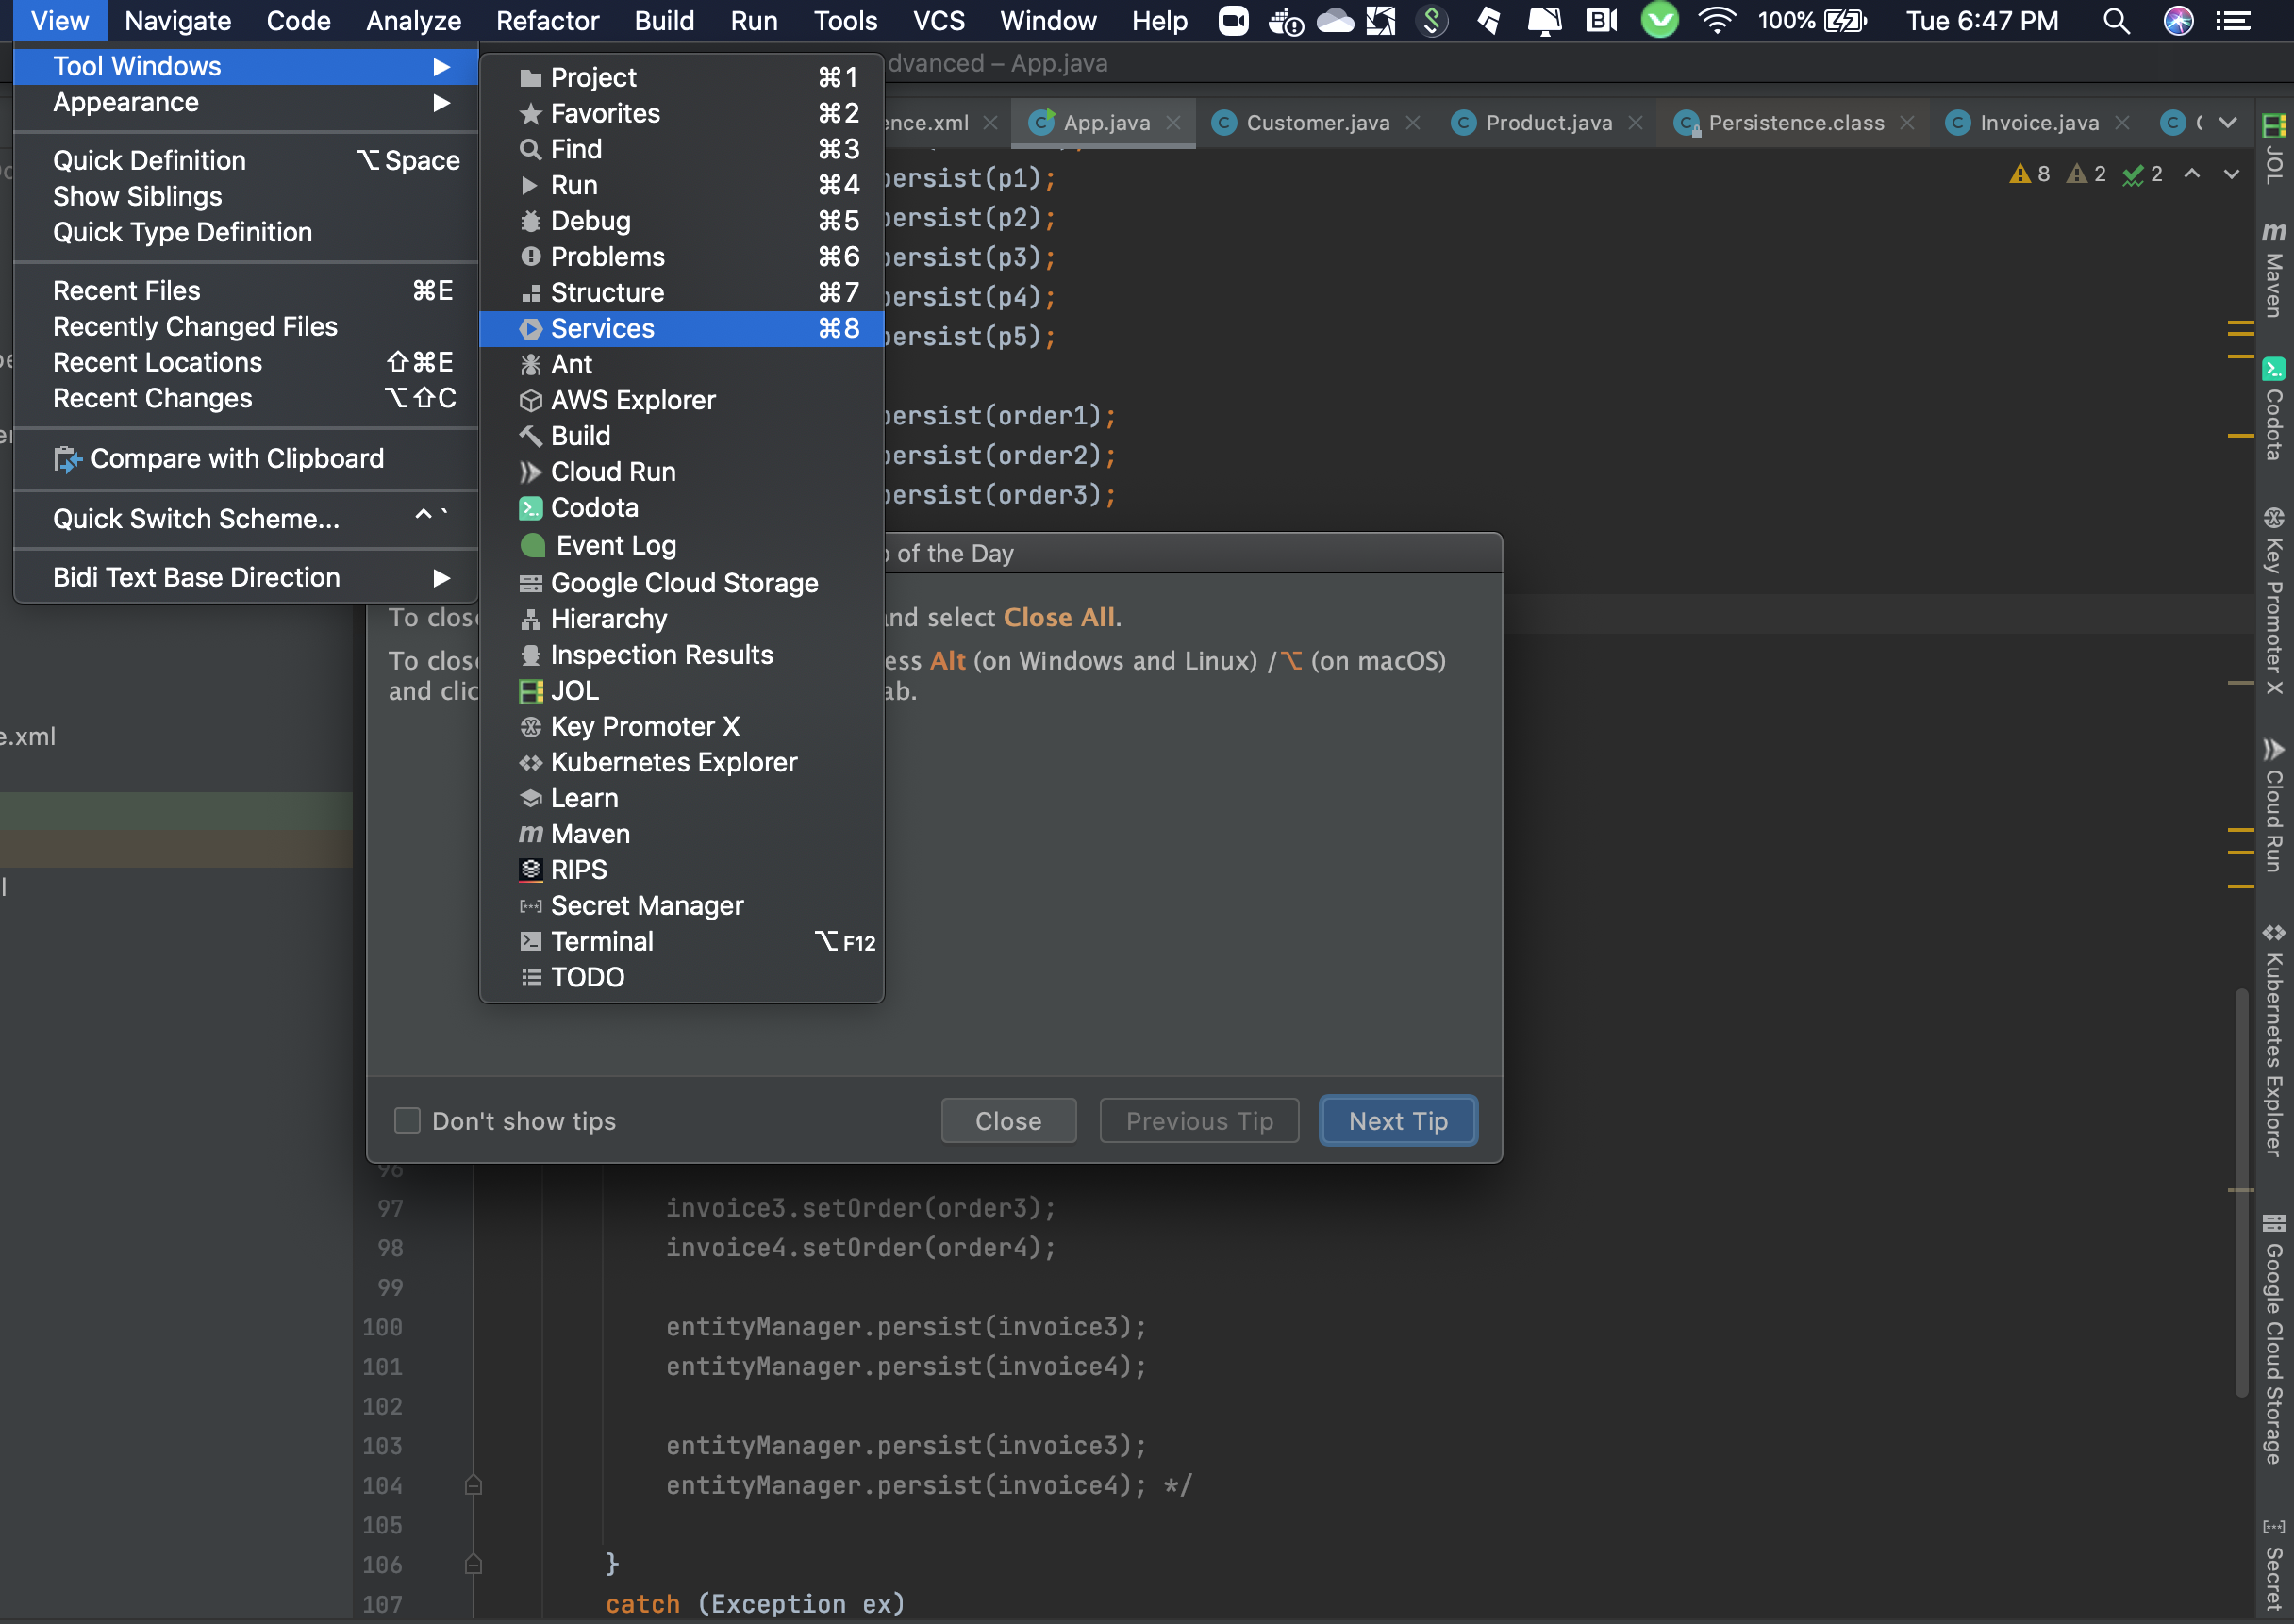 View Navigate Code Analyze Refactor Build Run Tools VCS Window Help 100% Tue 6:47 PM
dvanced – App.java
Tool Windows
Appearance
Quick Definition ⌥ Space
Show Siblings
Quick Type Definition
Recent Files ⌘E
Recently Changed Files
Recent Locations ⇧⌘E
Recent Changes ⌥⇧C
Compare with Clipboard
Quick Switch Scheme... ^ `
Bidi Text Base Direction
Project ⌘1
Favorites ⌘2
Find ⌘3
Run ⌘4
Debug ⌘5
Problems ⌘6
Structure ⌘7
Services ⌘8
Ant
AWS Explorer
Build
Cloud Run
Codota
Event Log
Google Cloud Storage
Hierarchy
Inspection Results
JOL
Key Promoter X
Kubernetes Explorer
Learn
Maven
RIPS
Secret Manager
Terminal ⌥ F12
TODO
ence.xml App.java Customer.java Product.java Persistence.class Invoice.java
8 2 2
persist(p1);
persist(p2);
persist(p3);
persist(p4);
persist(p5);
persist(order1);
persist(order2);
persist(order3);
of the Day
To close
nd select Close All.
To close
ess Alt (on Windows and Linux) /⌥ (on macOS)
and clic
ab.
e.xml
Don't show tips
Close
Previous Tip
Next Tip
96
97 invoice3.setOrder(order3);
98 invoice4.setOrder(order4);
99
100 entityManager.persist(invoice3);
101 entityManager.persist(invoice4);
102
103 entityManager.persist(invoice3);
104 entityManager.persist(invoice4); */
105
106 }
107 catch (Exception ex)
JOL
Maven
Codota
Key Promoter X
Cloud Run
Kubernetes Explorer
Google Cloud Storage
Secret